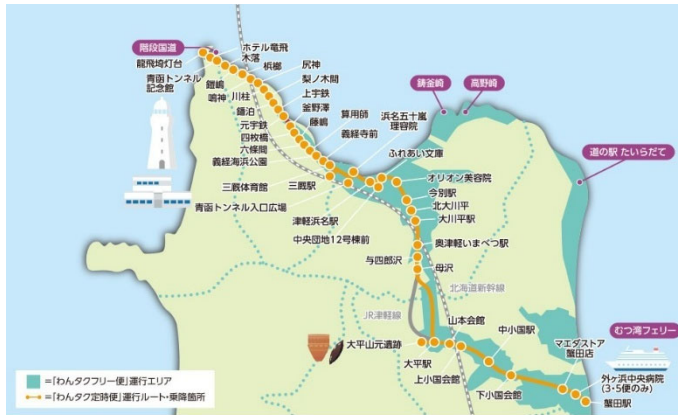 階段国道
ホテル竜飛
木落
龍飛埼灯台
青函トンネル
記念館
梹榔
尻神
梨ノ木間
鎧嶋
鳴神
川柱
上宇鉄
鐇泊
釜野澤
元宇鉄
藤嶋
四枚橋
六條間
義経海浜公園
算用師
義経寺前
浜名五十嵐
理容院
鋳釜崎
高野崎
道の駅 たいらだて
ふれあい文庫
三厩体育館
三厩駅
青函トンネル入口広場
津軽浜名駅
中央団地12号棟前
オリオン美容院
今別駅
北大川平
大川平駅
奥津軽いまべつ駅
与四郎沢
母沢
北海道新幹線
JR津軽線
大平山元遺跡
山本会館
中小国駅
大平駅
上小国会館
下小国会館
マエダストア
蟹田店
むつ湾フェリー
外ヶ浜中央病院
(3・5便のみ)
蟹田駅
=「わんタクフリー便」運行エリア
=「わんタク定時便」運行ルート・乗降箇所